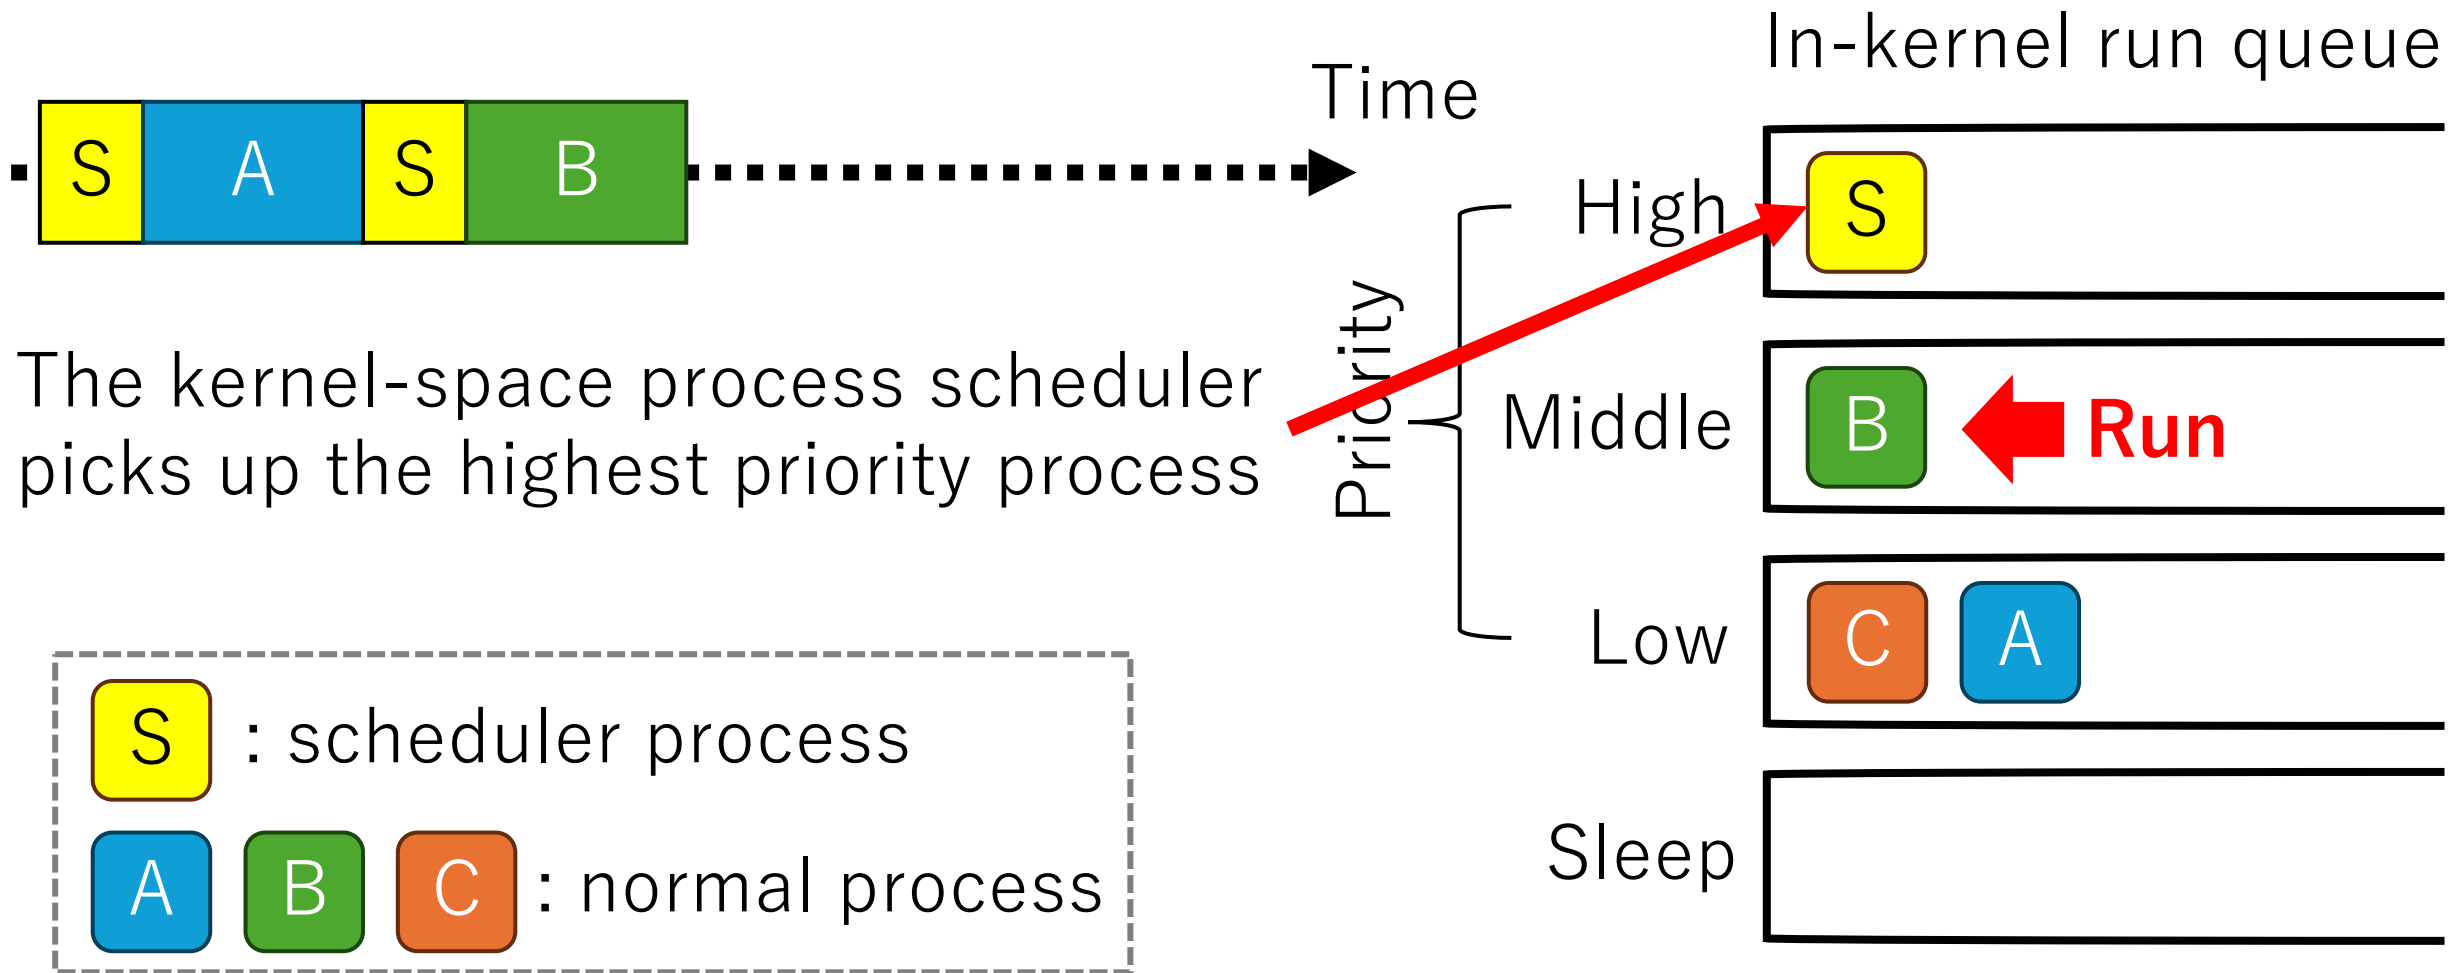 In-kernel run queue
Time
S A S B
High
S
The kernel-space process scheduler
picks up the highest priority process
Priority
Middle
B
Run
Low
C A
Sleep
S : scheduler process
A B C : normal process